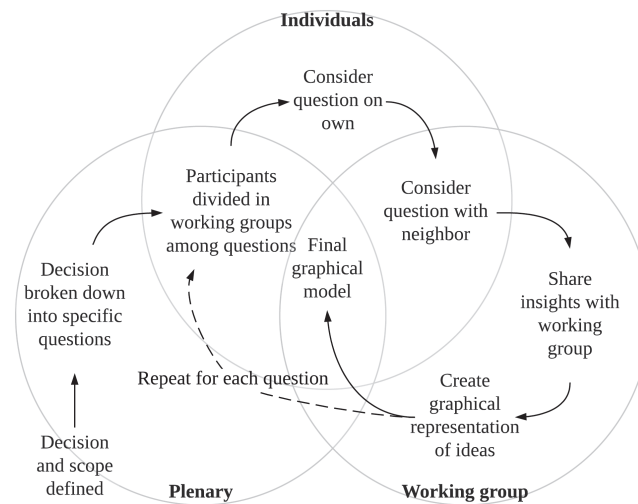 Individuals
Consider
question on
own
Participants
divided in
working groups
among questions
Consider
question with
neighbor
Final
graphical
model
Decision
broken down
into specific
questions
Share
insights with
working
group
Repeat for each question
Create
graphical
representation
of ideas
Decision
and scope
defined
Plenary
Working group